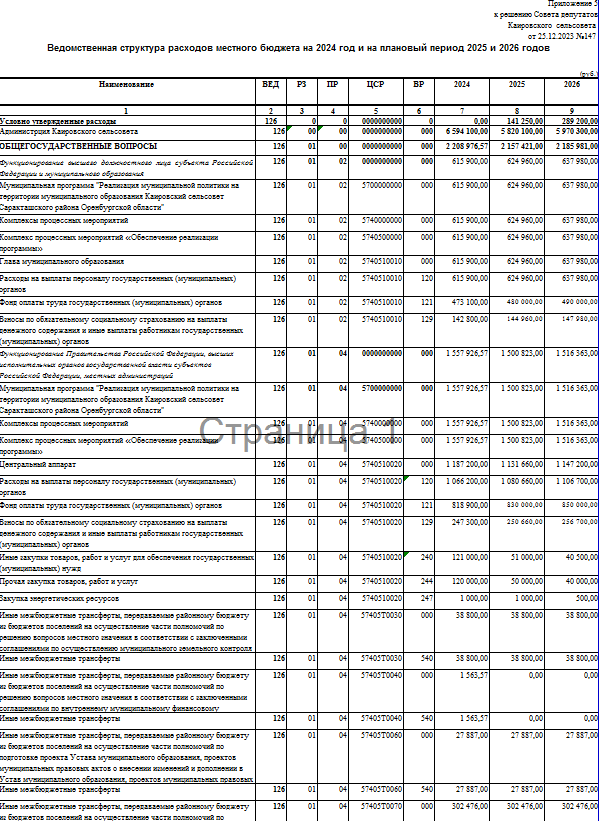 Приложение 5
к решению Совета депутатов
Каировского сельсовета
от 25.12.2023 №147
Ведомственная структура расходов местного бюджета на 2024 год и на плановый период 2025 и 2026 годов
(руб.)
Наименование ВЕД РЗ ПР ЦСР ВР 2024 2025 2026
1 2 3 4 5 6 7 8 9
Условно утвержденные расходы 126 0 0 0000000000 0 0,00 141 250,00 289 200,00
Администрция Каировского сельсовета 126 00 00 0000000000 000 6 594 100,00 5 820 100,00 5 970 300,00
ОБЩЕГОСУДАРСТВЕННЫЕ ВОПРОСЫ 126 01 00 0000000000 000 2 208 976,57 2 157 421,00 2 185 981,00
Функционирование высшего должностного лица субъекта Российской 126 01 02 0000000000 000 615 900,00 624 960,00 637 980,00
Федерации и муниципального образования
Муниципальная программа "Реализация муниципальной политики на 126 01 02 5700000000 000 615 900,00 624 960,00 637 980,00
территории муниципального образования Каировский сельсовет
Саракташского района Оренбургской области"
Комплексы процессных мероприятий 126 01 02 5740000000 000 615 900,00 624 960,00 637 980,00
Комплекс процессных мероприятий «Обеспечение реализации 126 01 02 5740500000 000 615 900,00 624 960,00 637 980,00
программы»
Глава муниципального образования 126 01 02 5740510010 000 615 900,00 624 960,00 637 980,00
Расходы на выплаты персоналу государственных (муниципальных) 126 01 02 5740510010 120 615 900,00 624 960,00 637 980,00
органов
Фонд оплаты труда государственных (муниципальных) органов 126 01 02 5740510010 121 473 100,00 480 000,00 490 000,00
Взносы по обязательному социальному страхованию на выплаты 126 01 02 5740510010 129 142 800,00 144 960,00 147 980,00
денежного содержания и иные выплаты работникам государственных
(муниципальных) органов
Функционирование Правительства Российской Федерации, высших 126 01 04 0000000000 000 1 557 926,57 1 500 823,00 1 516 363,00
исполнительных органов государственной власти субъектов
Российской Федерации, местных администраций
Муниципальная программа "Реализация муниципальной политики на 126 01 04 5700000000 000 1 557 926,57 1 500 823,00 1 516 363,00
территории муниципального образования Каировский сельсовет
Саракташского района Оренбургской области"
Комплексы процессных мероприятий 126 01 04 5740000000 000 1 557 926,57 1 500 823,00 1 516 363,00
Страница 1
Комплекс процессных мероприятий «Обеспечение реализации 126 01 04 5740500000 000 1 557 926,57 1 500 823,00 1 516 363,00
программы»
Центральный аппарат 126 01 04 5740510020 000 1 187 200,00 1 131 660,00 1 147 200,00
Расходы на выплаты персоналу государственных (муниципальных) 126 01 04 5740510020 120 1 066 200,00 1 080 660,00 1 106 700,00
органов
Фонд оплаты труда государственных (муниципальных) органов 126 01 04 5740510020 121 818 900,00 830 000,00 850 000,00
Взносы по обязательному социальному страхованию на выплаты 126 01 04 5740510020 129 247 300,00 250 660,00 256 700,00
денежного содержания и иные выплаты работникам государственных
(муниципальных) органов
Иные закупки товаров, работ и услуг для обеспечения государственных 126 01 04 5740510020 240 121 000,00 51 000,00 40 500,00
(муниципальных) нужд
Прочая закупка товаров, работ и услуг 126 01 04 5740510020 244 120 000,00 50 000,00 40 000,00
Закупка энергетических ресурсов 126 01 04 5740510020 247 1 000,00 1 000,00 500,00
Иные межбюджетные трансферты, передаваемые районному бюджету 126 01 04 57405Т0030 000 38 800,00 38 800,00 38 800,00
из бюджетов поселений на осуществление части полномочий по
решению вопросов местного значения в соответствии с заключенными
соглашениями по осуществлению муниципального земельного контроля
Иные межбюджетные трансферты 126 01 04 57405Т0030 540 38 800,00 38 800,00 38 800,00
Иные межбюджетные трансферты, передаваемые районному бюджету 126 01 04 57405Т0040 000 1 563,57 0,00 0,00
из бюджетов поселений на осуществление части полномочий по
решению вопросов местного значения в соответствии с заключенными
соглашениями по внутреннему муниципальному финансовому
Иные межбюджетные трансферты 126 01 04 57405Т0040 540 1 563,57 0,00 0,00
Иные межбюджетные трансферты, передаваемые районному бюджету 126 01 04 57405Т0060 000 27 887,00 27 887,00 27 887,00
из бюджетов поселений на осуществление части полномочий по
подготовке проекта Устава муниципального образования, проектов
муниципальных правовых актов о внесении изменений и дополнении в
Устав муниципального образования, проектов муниципальных правовых
Иные межбюджетные трансферты 126 01 04 57405Т0060 540 27 887,00 27 887,00 27 887,00
Иные межбюджетные трансферты, передаваемые районному бюджету 126 01 04 57405Т0070 000 302 476,00 302 476,00 302 476,00
из бюджетов поселений на осуществление части полномочий по